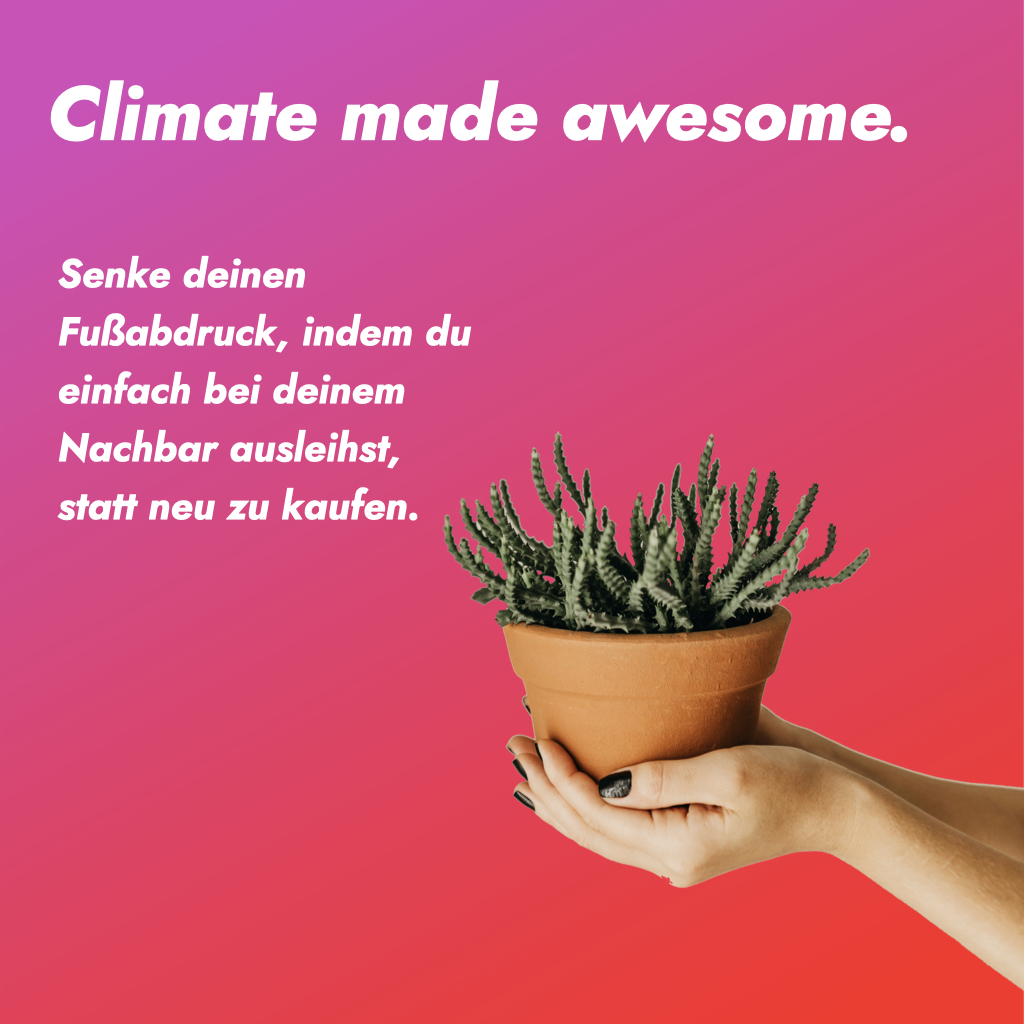 Climate made awesome.
Senke deinen
Fußabdruck, indem du
einfach bei deinem
Nachbar ausleihst,
statt neu zu kaufen.